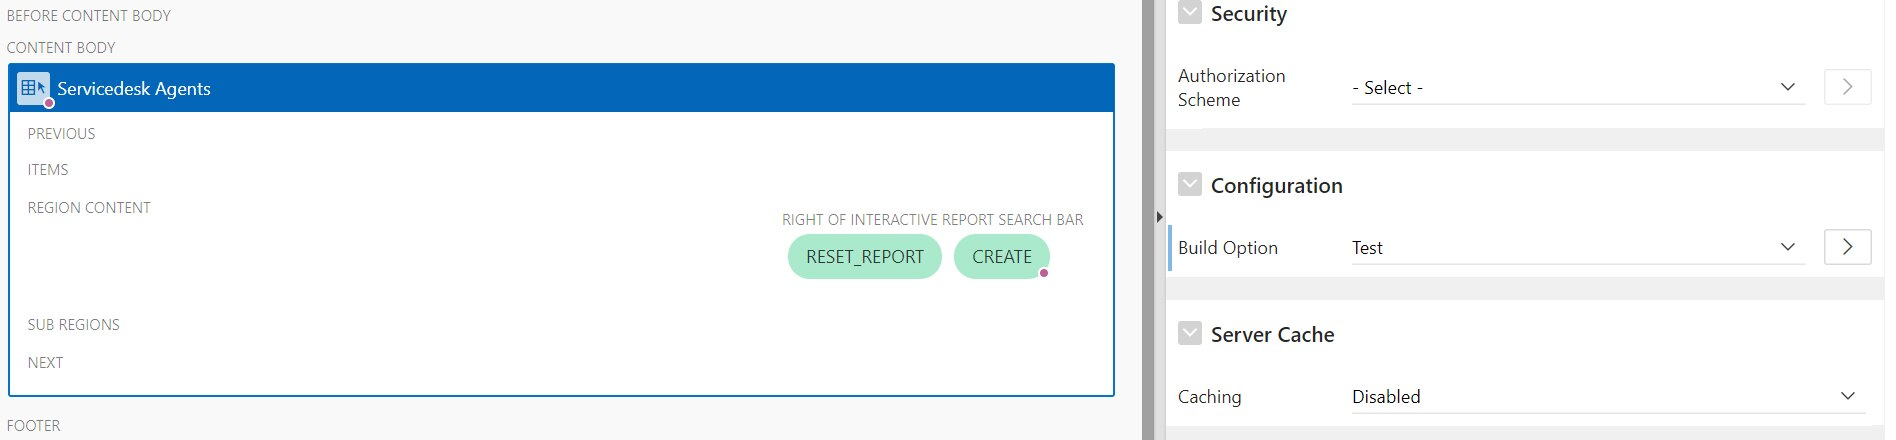 BEFORE CONTENT BODY
CONTENT BODY
Servicedesk Agents
PREVIOUS
ITEMS
REGION CONTENT
RIGHT OF INTERACTIVE REPORT SEARCH BAR
RESET_REPORT CREATE
SUB REGIONS
NEXT
FOOTER
Security
Authorization
Scheme
- Select -
Configuration
Build Option Test
Server Cache
Caching Disabled